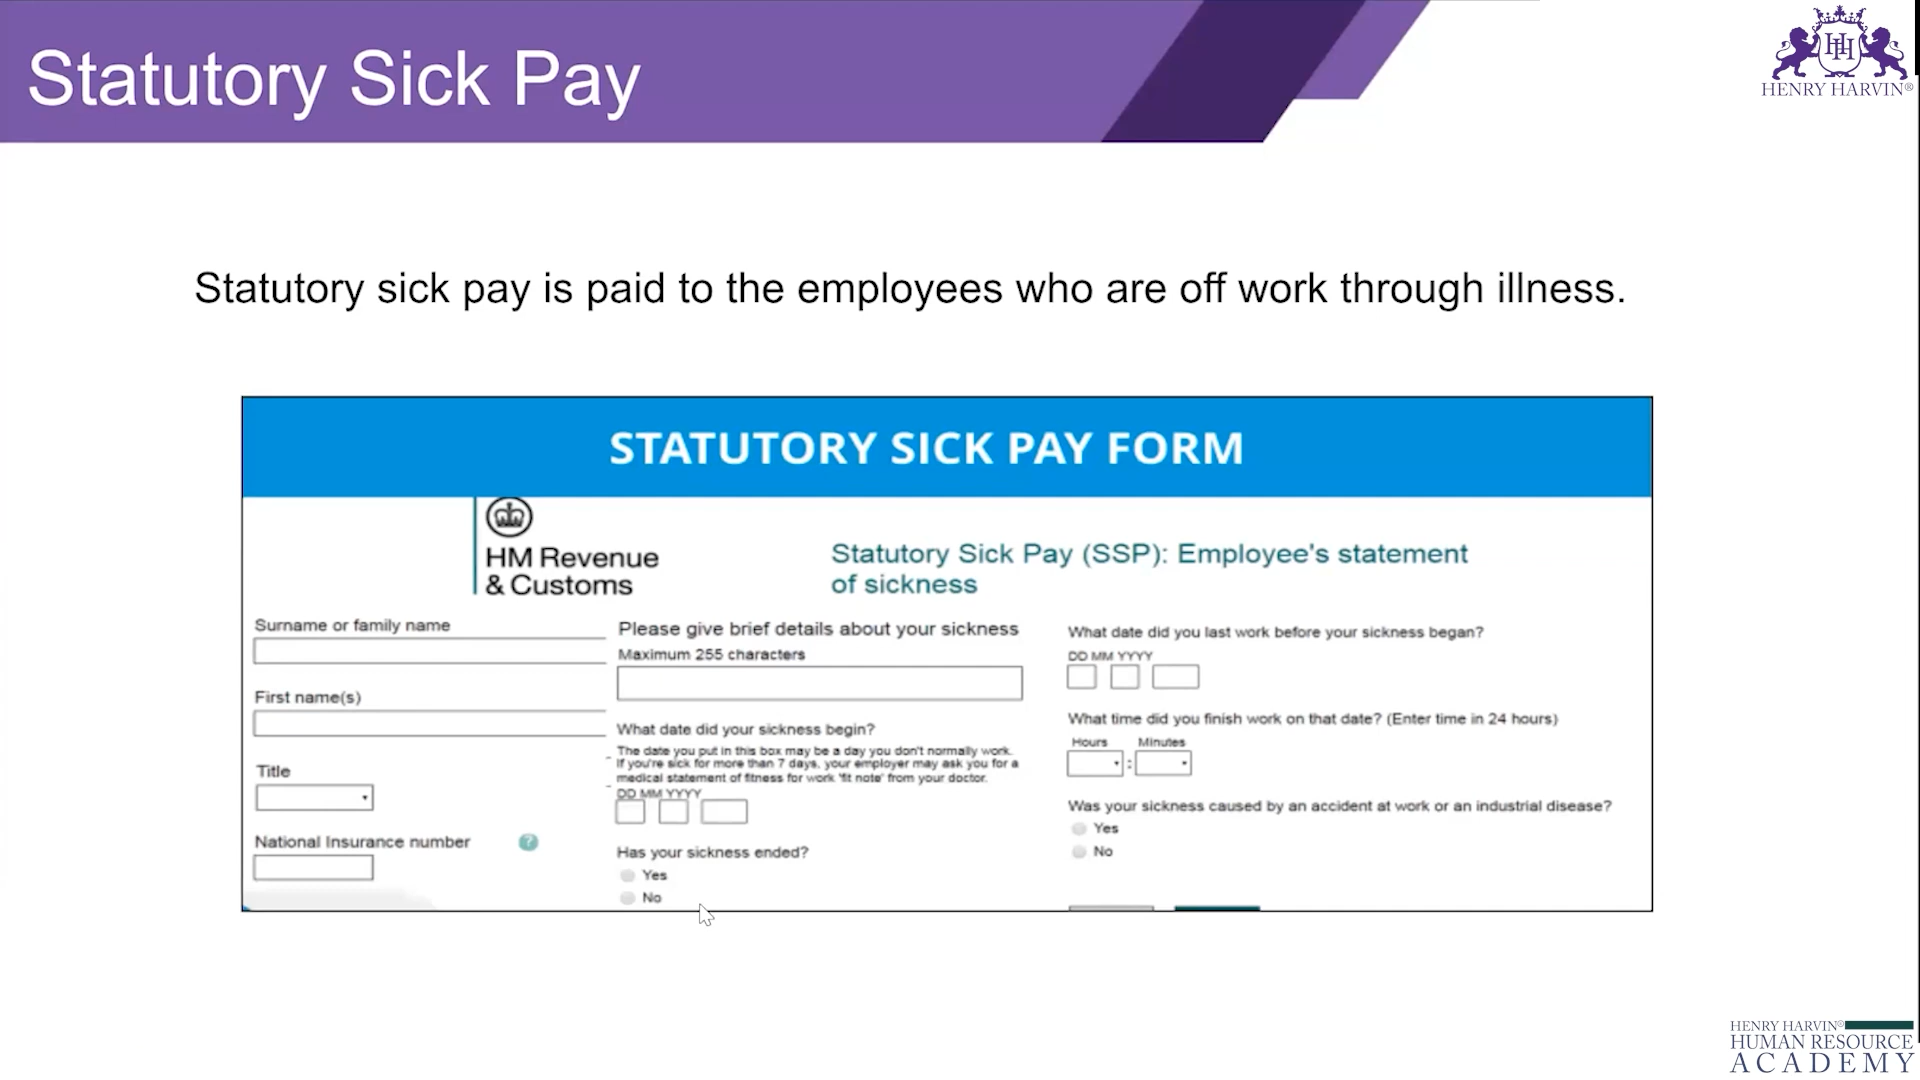 Statutory Sick Pay
HENRY HARVIN®
Statutory sick pay is paid to the employees who are off work through illness.
STATUTORY SICK PAY FORM
HM Revenue
& Customs
Statutory Sick Pay (SSP): Employee's statement
of sickness
Surname or family name
First name(s)
Title
National Insurance number
?
Please give brief details about your sickness
Maximum 255 characters
What date did your sickness begin?
The date you put in this box may be a day you don't normally work.
If you're sick for more than 7 days, your employer may ask you for a
medical statement of fitness for work 'fit note' from your doctor.
DD MM YYYY
Has your sickness ended?
Yes
No
What date did you last work before your sickness began?
DD MM YYYY
What time did you finish work on that date? (Enter time in 24 hours)
Hours Minutes
:
Was your sickness caused by an accident at work or an industrial disease?
Yes
No
HENRY HARVIN®
HUMAN RESOURCE
ACADEMY